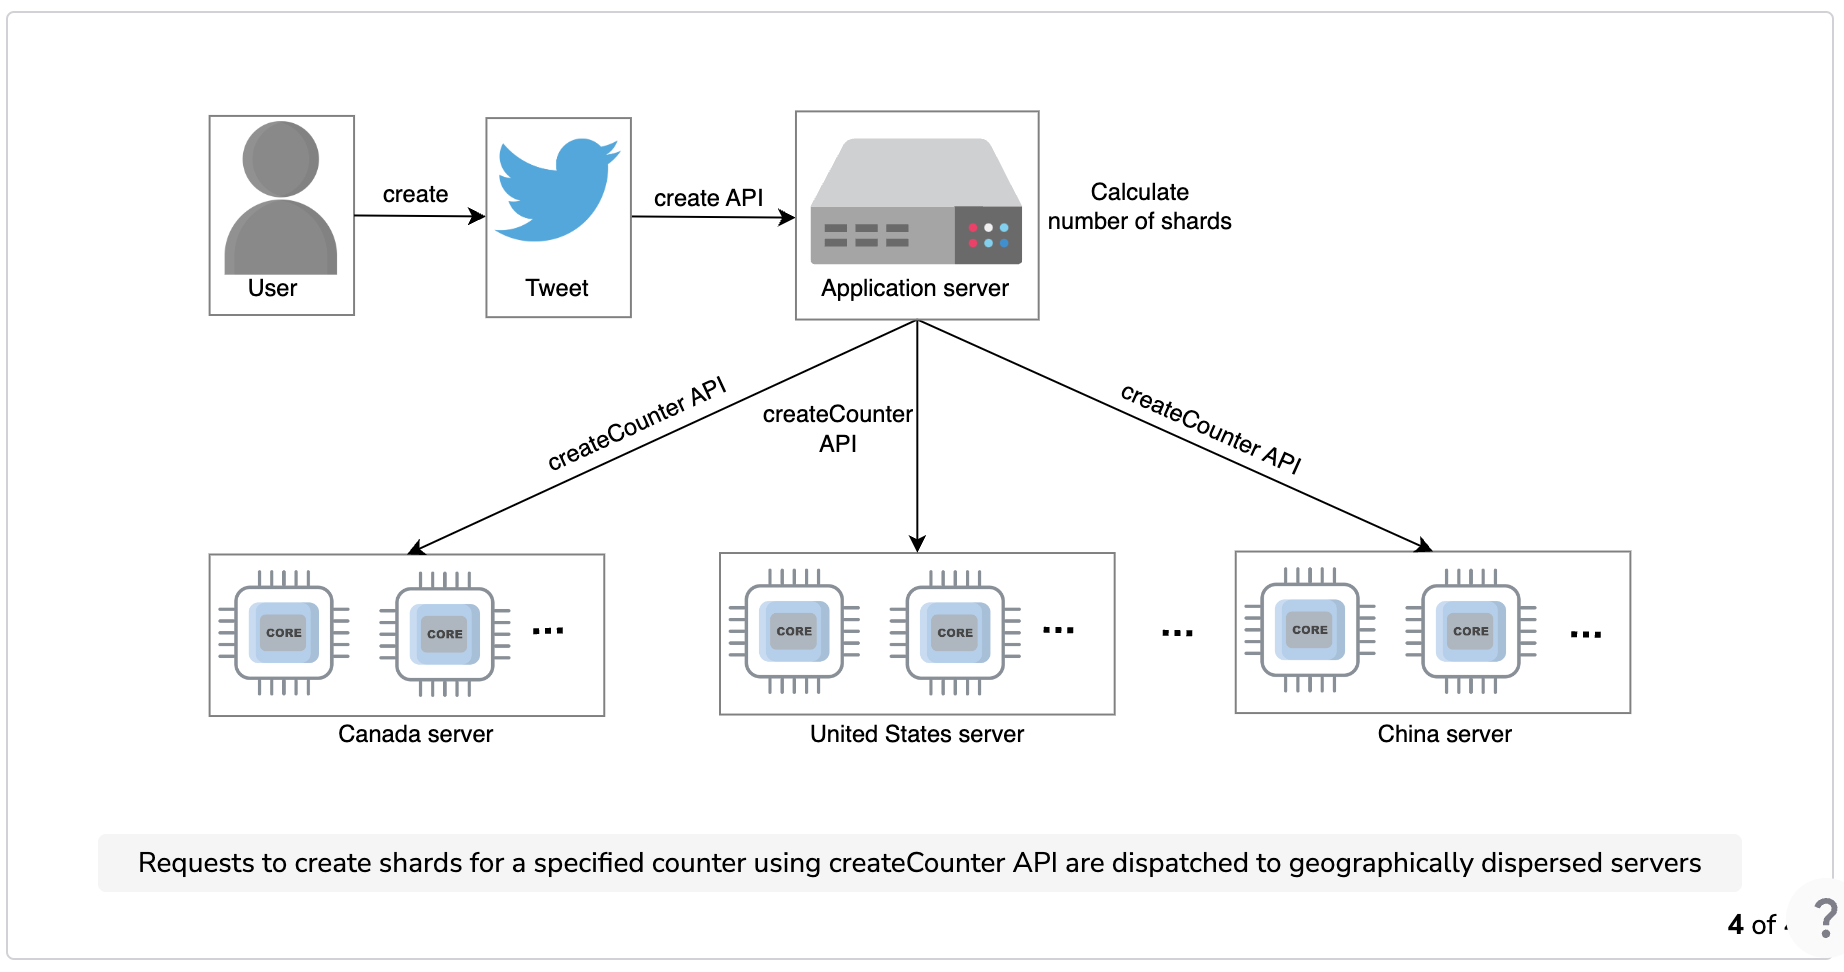 create
create API
Calculate
number of shards
User
Tweet
Application server
createCounter API
createCounter
API
createCounter API
CORE
CORE
...
CORE
CORE
...
...
CORE
CORE
...
Canada server
United States server
China server
Requests to create shards for a specified counter using createCounter API are dispatched to geographically dispersed servers
4 of
?